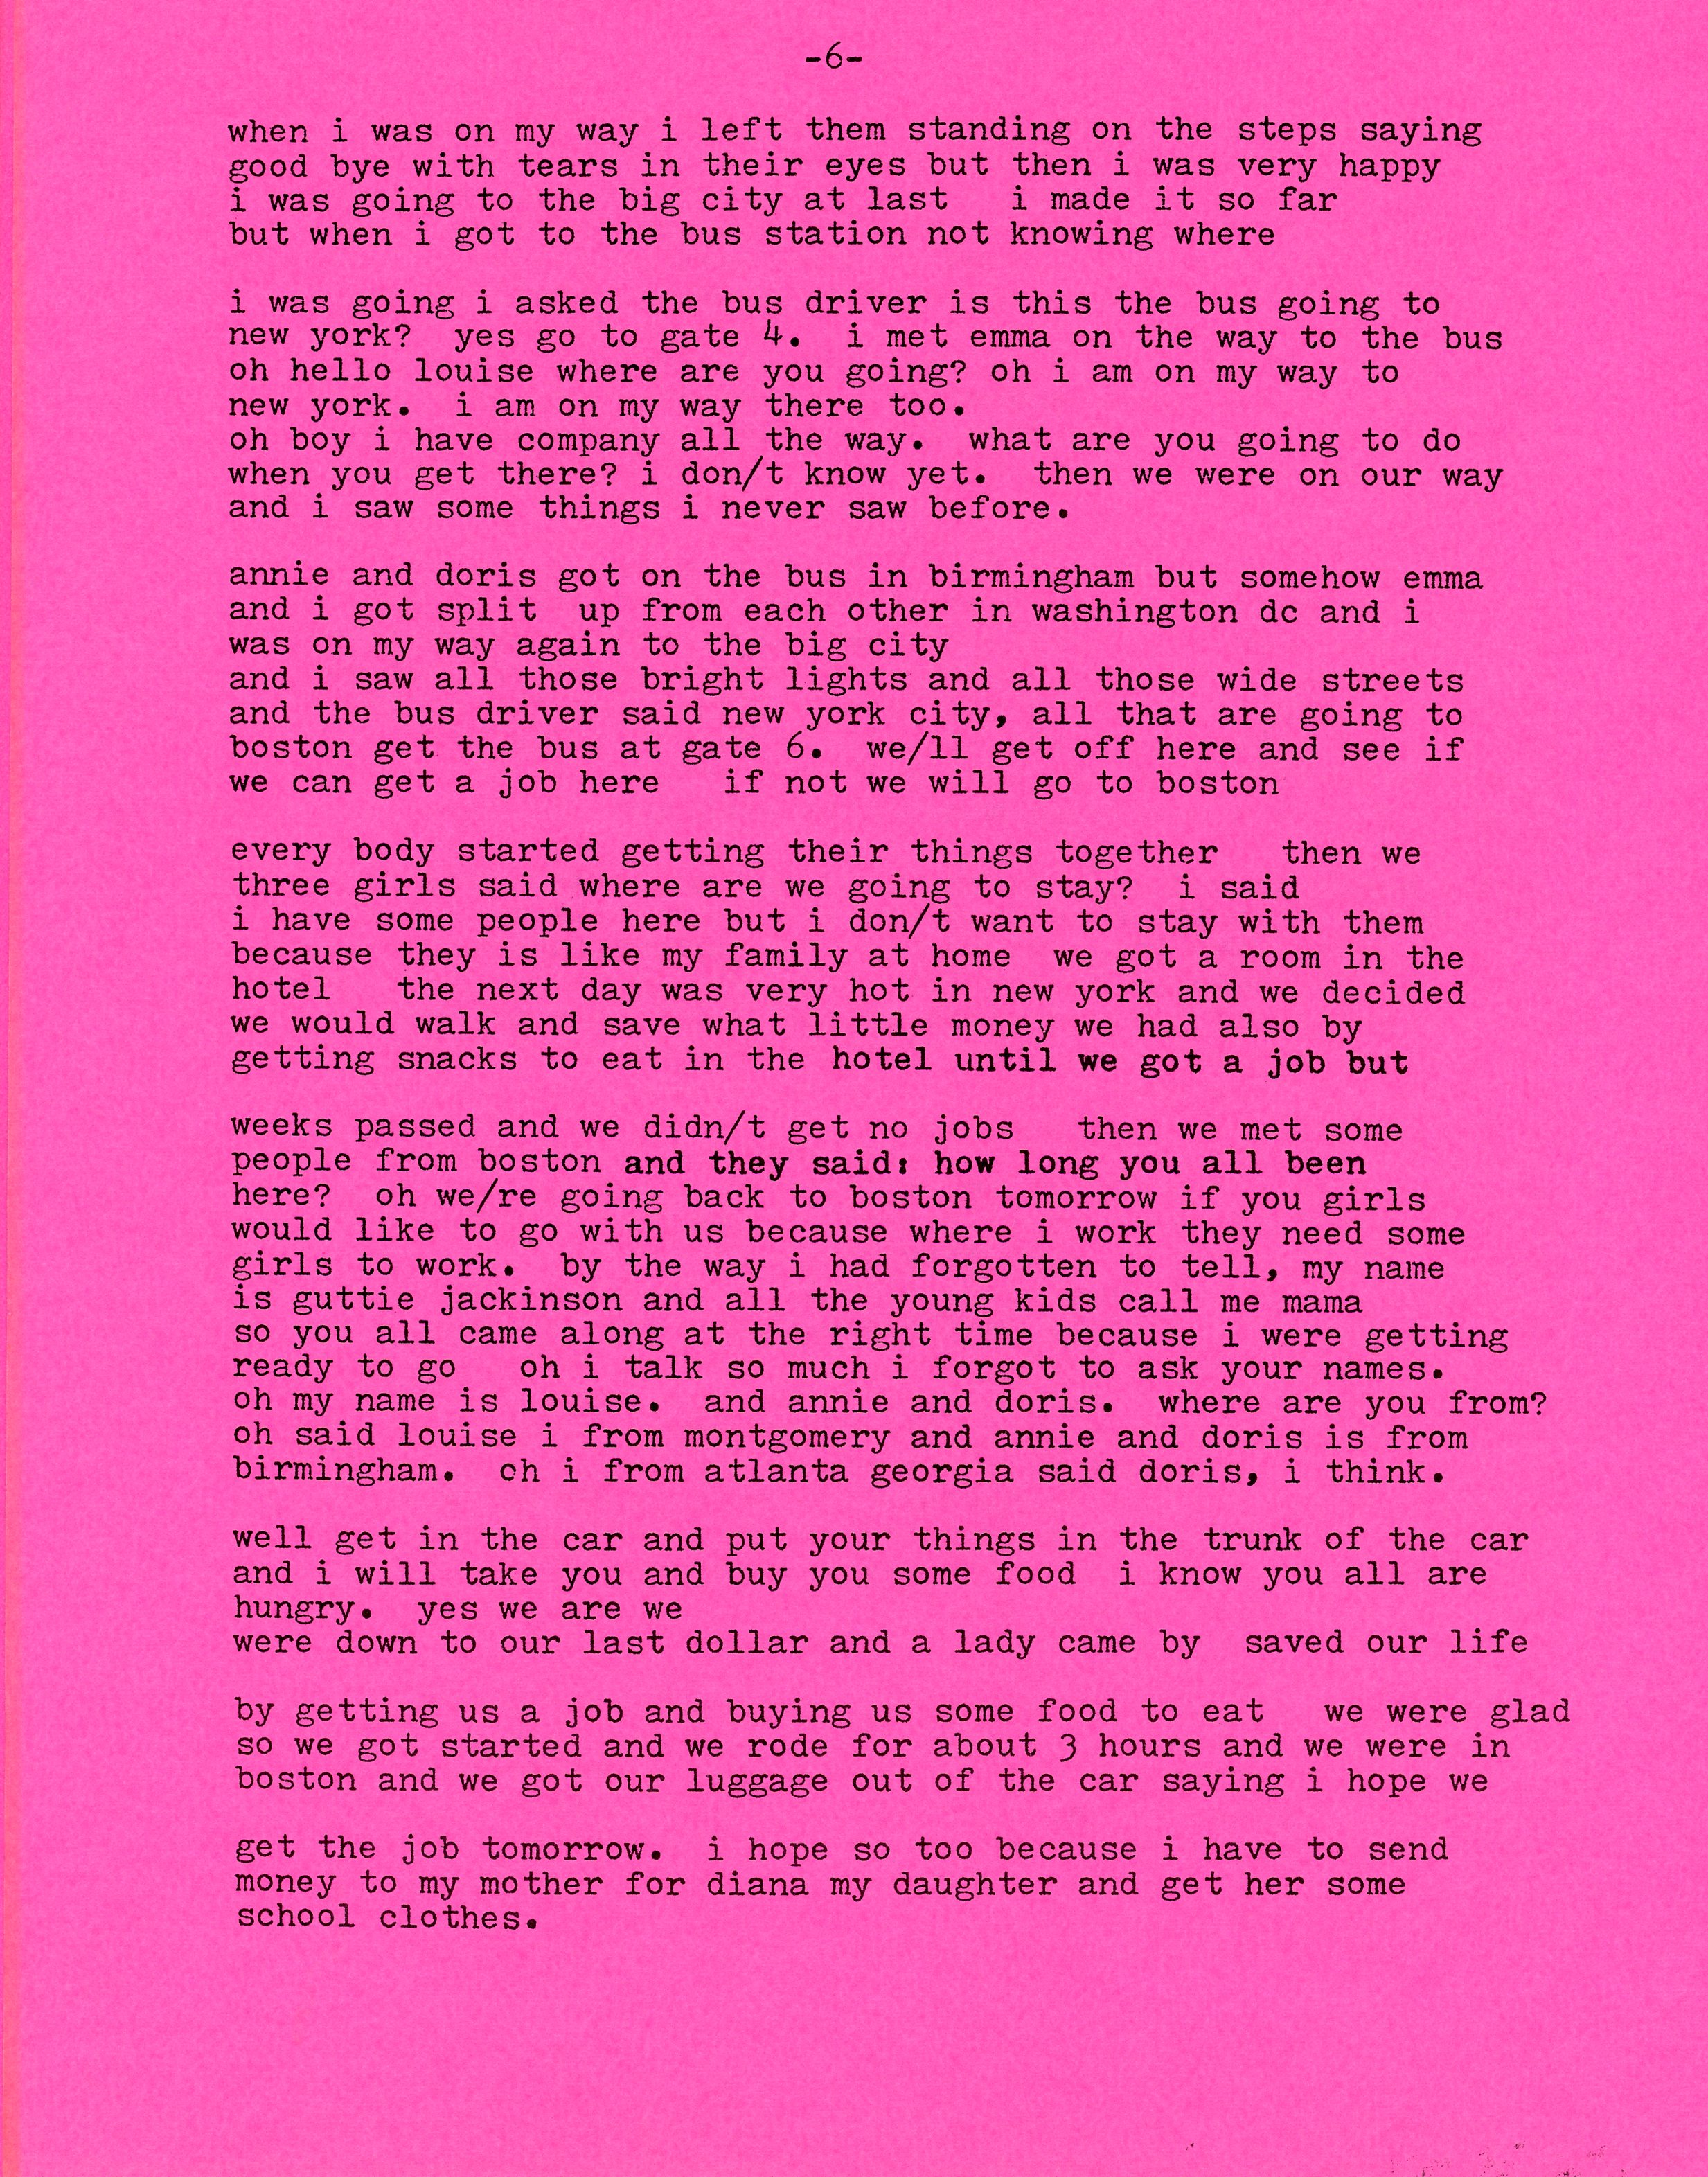 -6-
when i was on my way i left them standing on the steps saying
good bye with tears in their eyes but then i was very happy
i was going to the big city at last   i made it so far
but when i got to the bus station not knowing where
i was going i asked the bus driver is this the bus going to
new york?  yes go to gate 4.  i met emma on the way to the bus
oh hello louise where are you going? oh i am on my way to
new york.  i am on my way there too.
oh boy i have company all the way.  what are you going to do
when you get there? i don/t know yet.  then we were on our way
and i saw some things i never saw before.
annie and doris got on the bus in birmingham but somehow emma
and i got split  up from each other in washington dc and i
was on my way again to the big city
and i saw all those bright lights and all those wide streets
and the bus driver said new york city, all that are going to
boston get the bus at gate 6.  we/ll get off here and see if
we can get a job here   if not we will go to boston
every body started getting their things together   then we
three girls said where are we going to stay?  i said
i have some people here but i don/t want to stay with them
because they is like my family at home  we got a room in the
hotel   the next day was very hot in new york and we decided
we would walk and save what little money we had also by
getting snacks to eat in the hotel until we got a job but
weeks passed and we didn/t get no jobs   then we met some
people from boston and they said: how long you all been
here?  oh we/re going back to boston tomorrow if you girls
would like to go with us because where i work they need some
girls to work.  by the way i had forgotten to tell, my name
is guttie jackinson and all the young kids call me mama
so you all came along at the right time because i were getting
ready to go   oh i talk so much i forgot to ask your names.
oh my name is louise.  and annie and doris.  where are you from?
oh said louise i from montgomery and annie and doris is from
birmingham.  oh i from atlanta georgia said doris, i think.
well get in the car and put your things in the trunk of the car
and i will take you and buy you some food  i know you all are
hungry.  yes we are we
were down to our last dollar and a lady came by  saved our life
by getting us a job and buying us some food to eat   we were glad
so we got started and we rode for about 3 hours and we were in
boston and we got our luggage out of the car saying i hope we
get the job tomorrow.  i hope so too because i have to send
money to my mother for diana my daughter and get her some
school clothes.